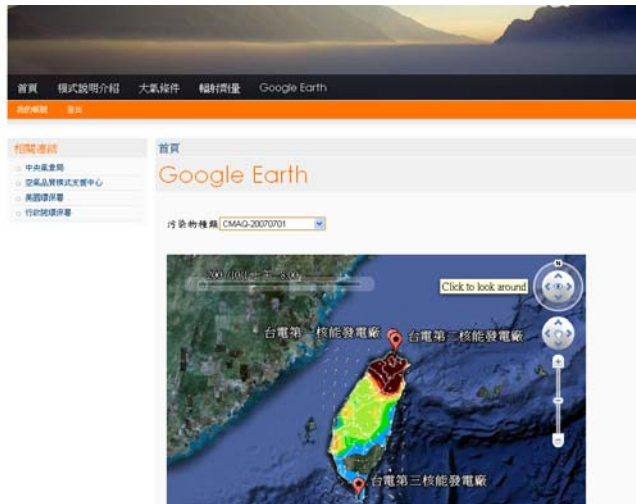 首頁 模式說明介紹 大氣條件 輻射劑量 Google Earth
我的帳號 登出
相關連結
中央氣象局
空氣品質模式支援中心
美國環保署
行政院環保署
首頁
Google Earth
污染物種類 CMAQ-20070701
8:00
Click to look around
N
台電第一核能發電廠
台電第二核能發電廠
台電第三核能發電廠